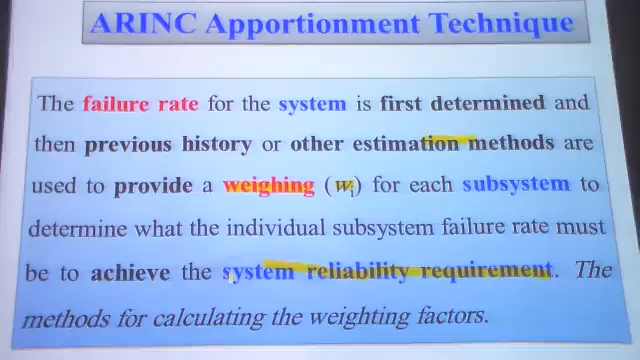 ARINC Apportionment Technique
The failure rate for the system is first determined and
then previous history or other estimation methods are
used to provide a weighing (wi) for each subsystem to
determine what the individual subsystem failure rate must
be to achieve the system reliability requirement. The
methods for calculating the weighting factors.